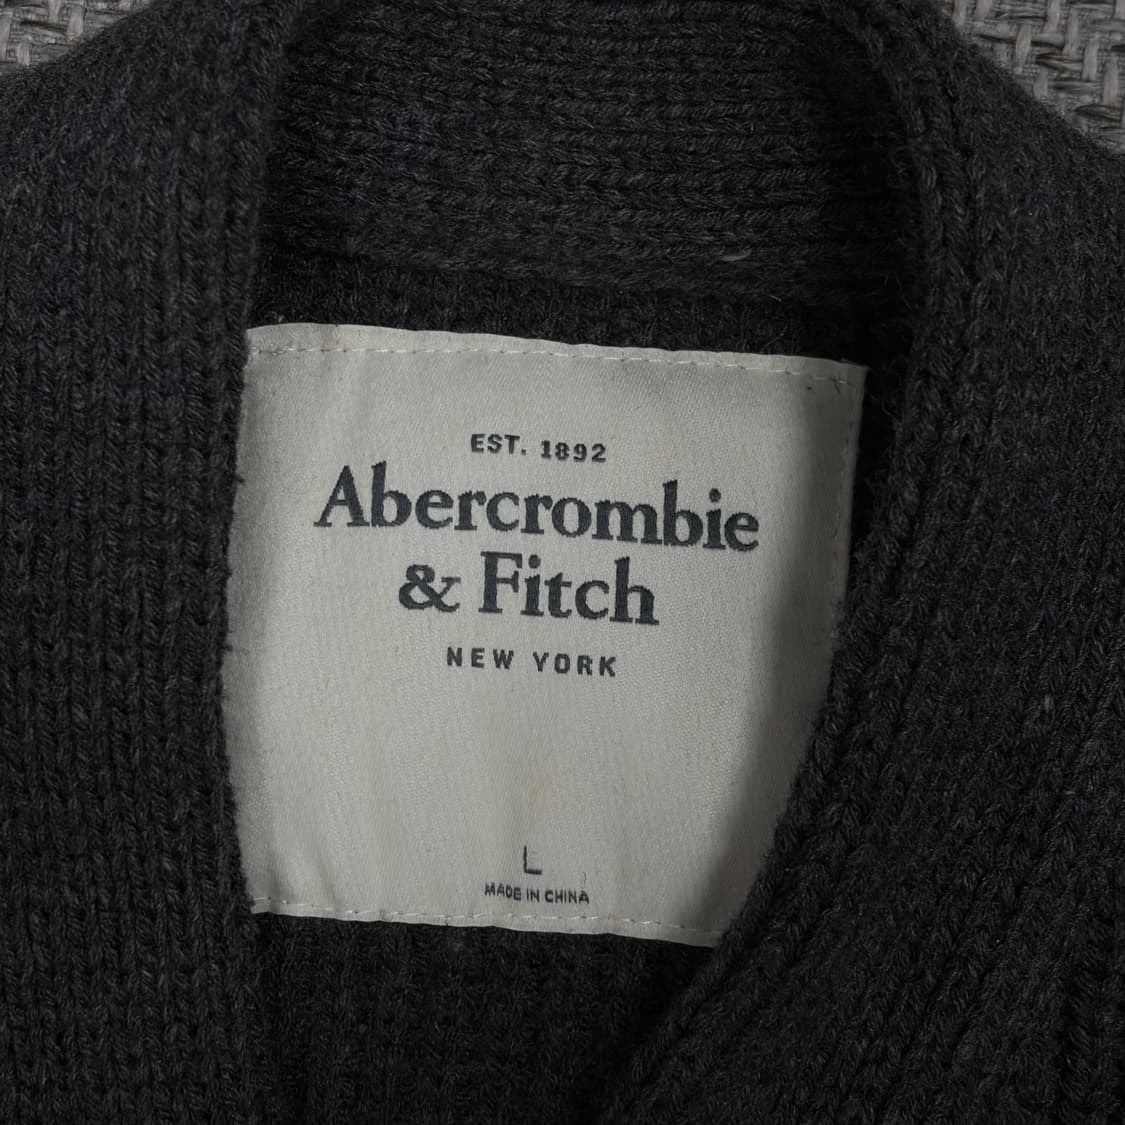 EST. 1892
Abercrombie
& Fitch
NEW YORK
L
MADE IN CHINA